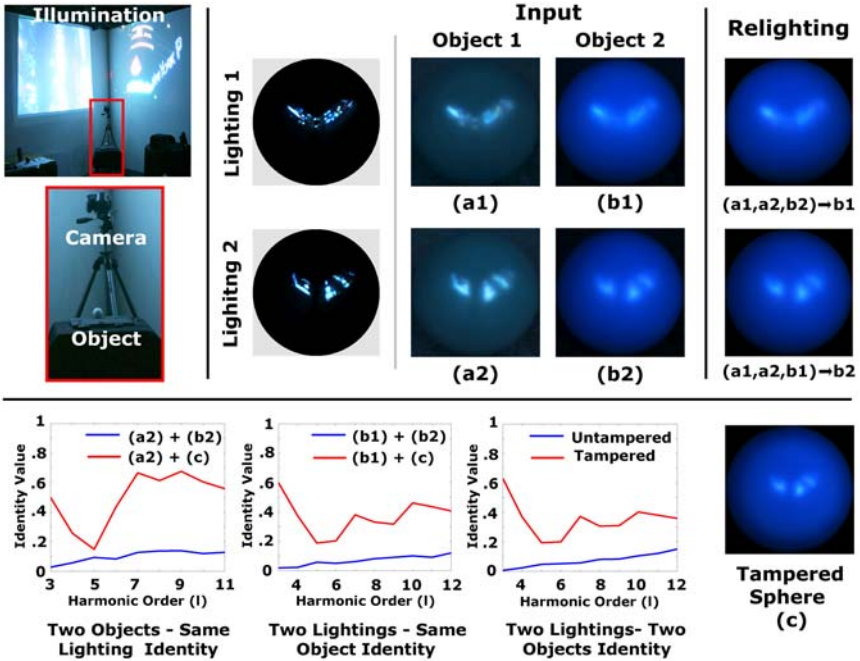 Illumination
Camera
Object
Input
Object 1
Object 2
Relighting
Lighting 1
(a1)
(b1)
(a1,a2,b2)→b1
Lighitng 2
(a2)
(b2)
(a1,a2,b1)→b2
Identity Value
1
.8
.6
.4
.2
0
(a2) + (b2)
(a2) + (c)
3 5 7 9 11
Harmonic Order (l)
Two Objects - Same
Lighting Identity
Identity Value
1
.8
.6
.4
.2
0
(b1) + (b2)
(b1) + (c)
4 6 8 10 12
Harmonic Order (l)
Two Lightings - Same
Object Identity
Identity Value
1
.8
.6
.4
.2
0
Untampered
Tampered
3 4 6 8 10 12
Harmonic Order (l)
Two Lightings- Two
Objects Identity
Tampered
Sphere
(c)